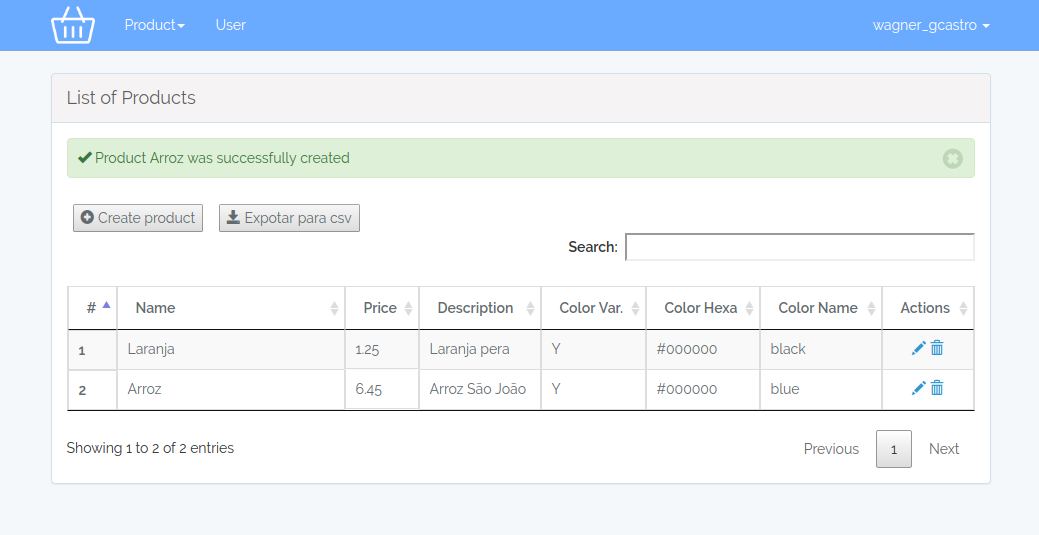 Product User wagner_gcastro
List of Products
Product Arroz was successfully created
Create product Expotar para csv
Search:
# Name Price Description Color Var. Color Hexa Color Name Actions
1 Laranja 1.25 Laranja pera Y #000000 black
2 Arroz 6.45 Arroz São João Y #000000 blue
Showing 1 to 2 of 2 entries Previous 1 Next